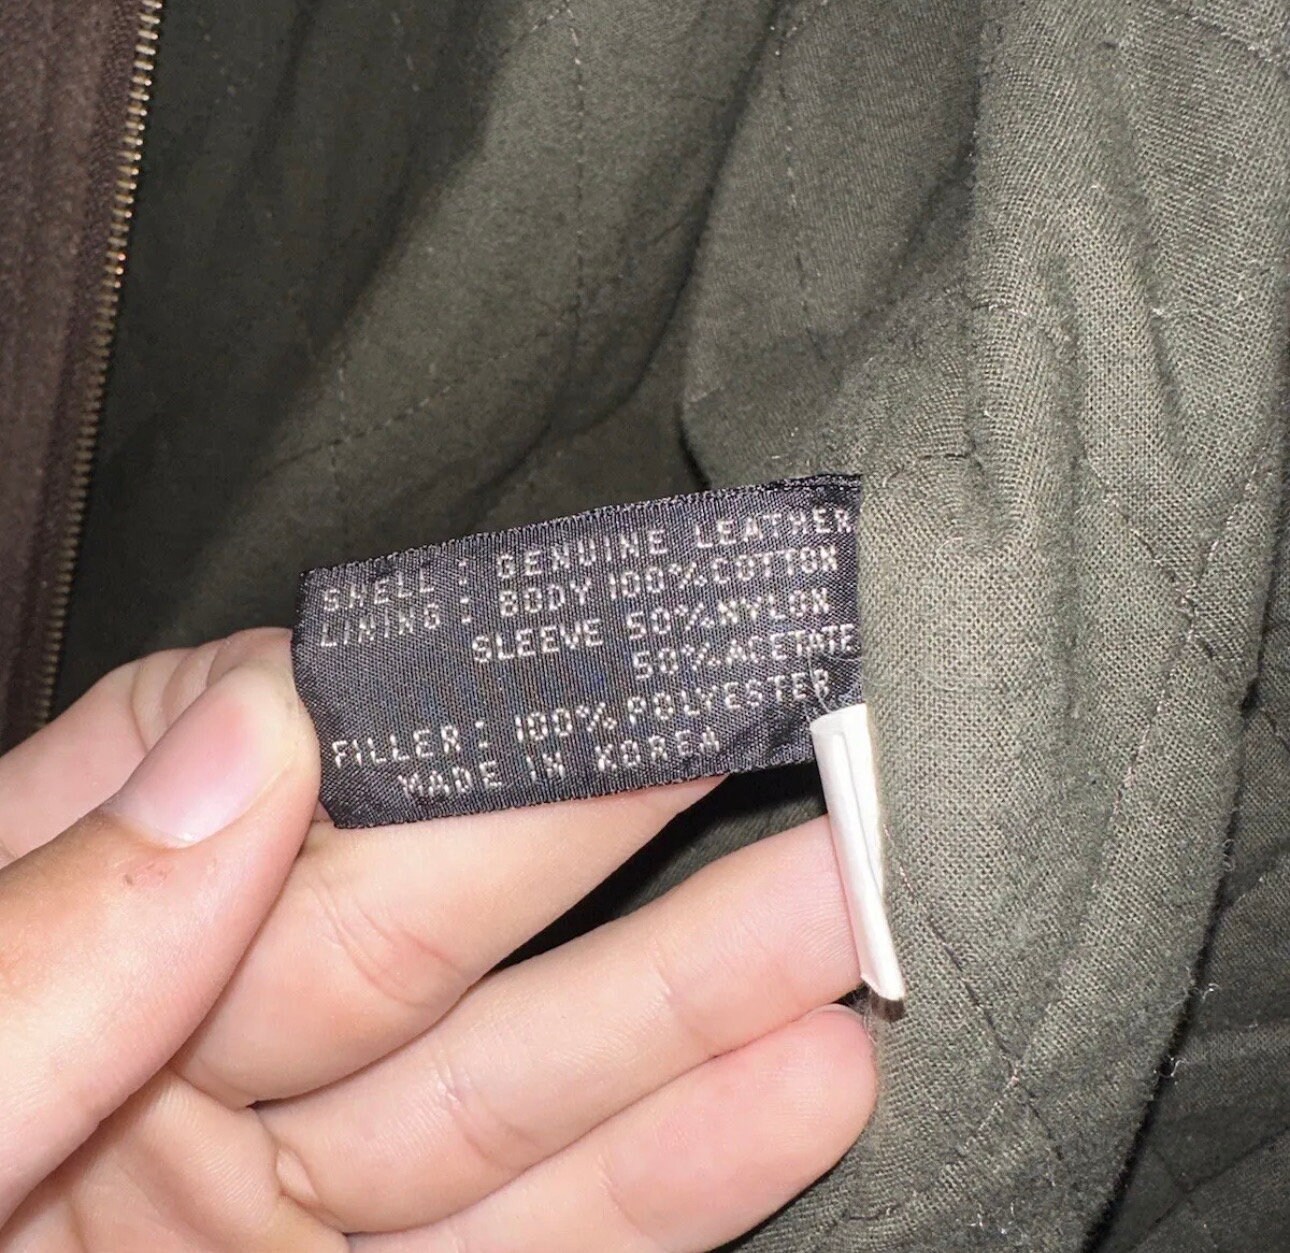 SHELL : GENUINE LEATHER
LINING : BODY 100% COTTON
SLEEVE 50% NYLON
50% ACETATE
FILLER : 100% POLYESTER
MADE IN KOREA